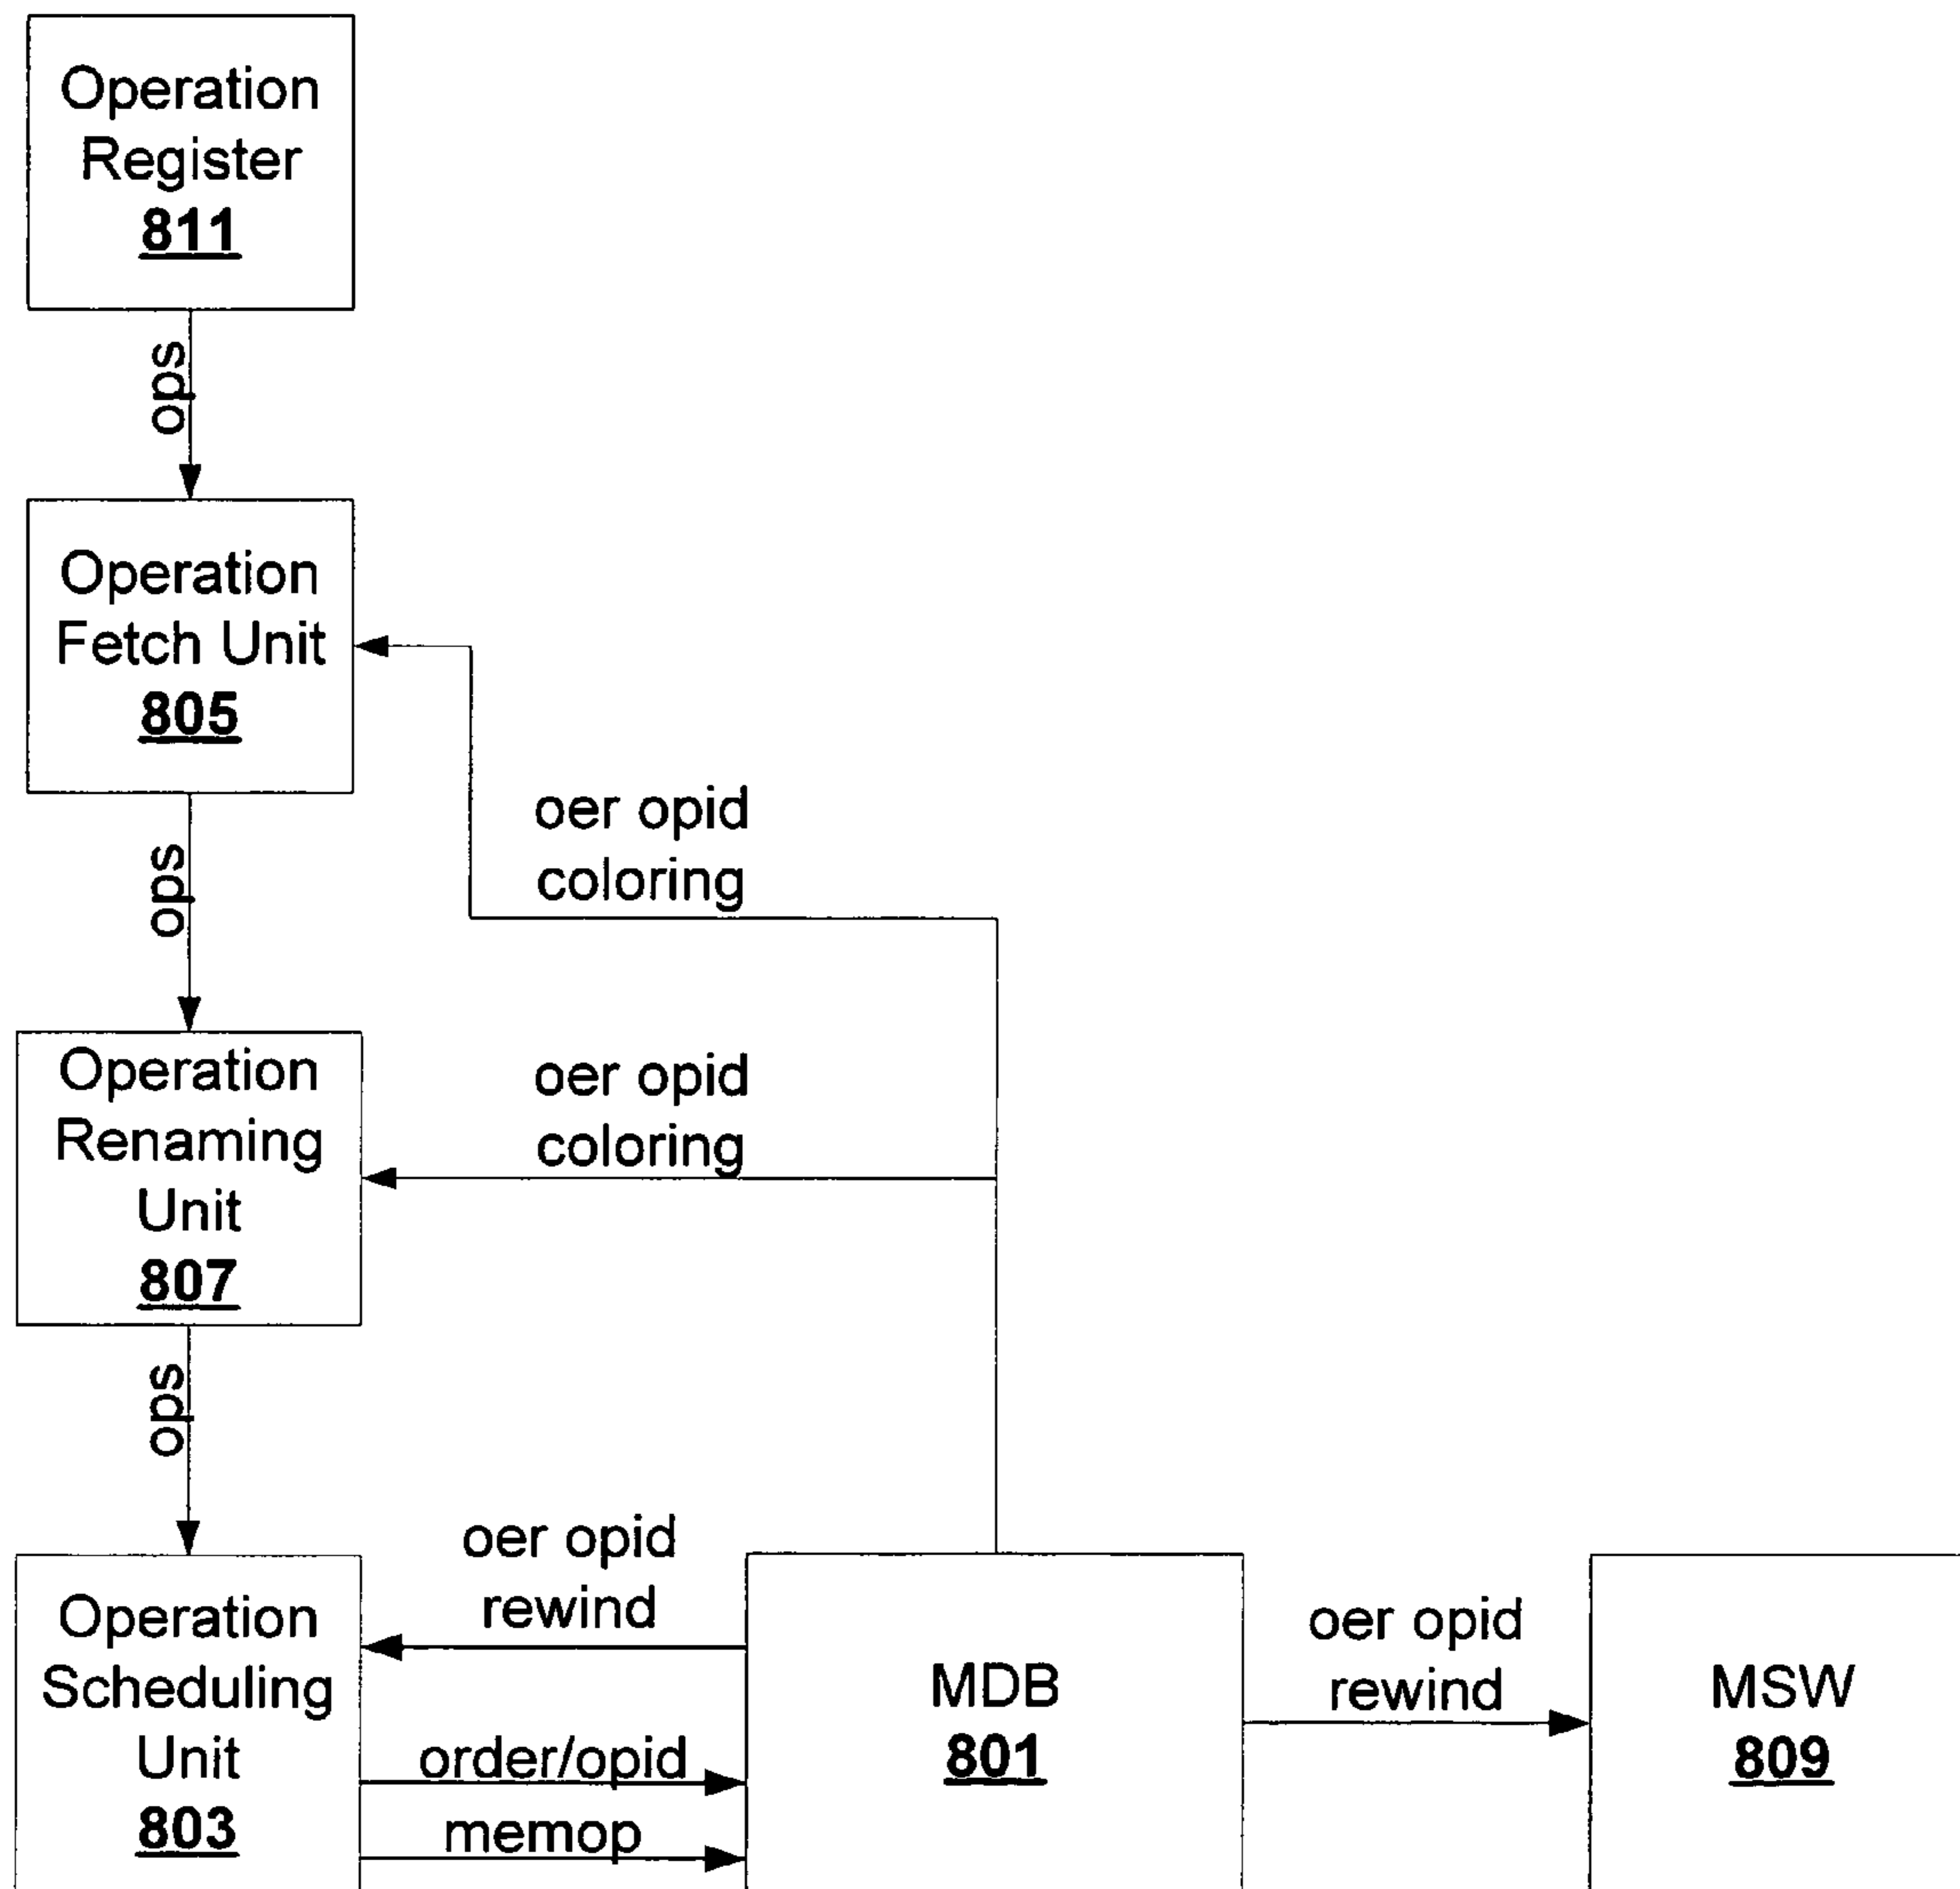 Operation
Register
811
ops
Operation
Fetch Unit
805
oer opid
coloring
ops
Operation
Renaming
Unit
807
oer opid
coloring
ops
oer opid
rewind
Operation
Scheduling
Unit
803
order/opid
memop
MDB
801
oer opid
rewind
MSW
809